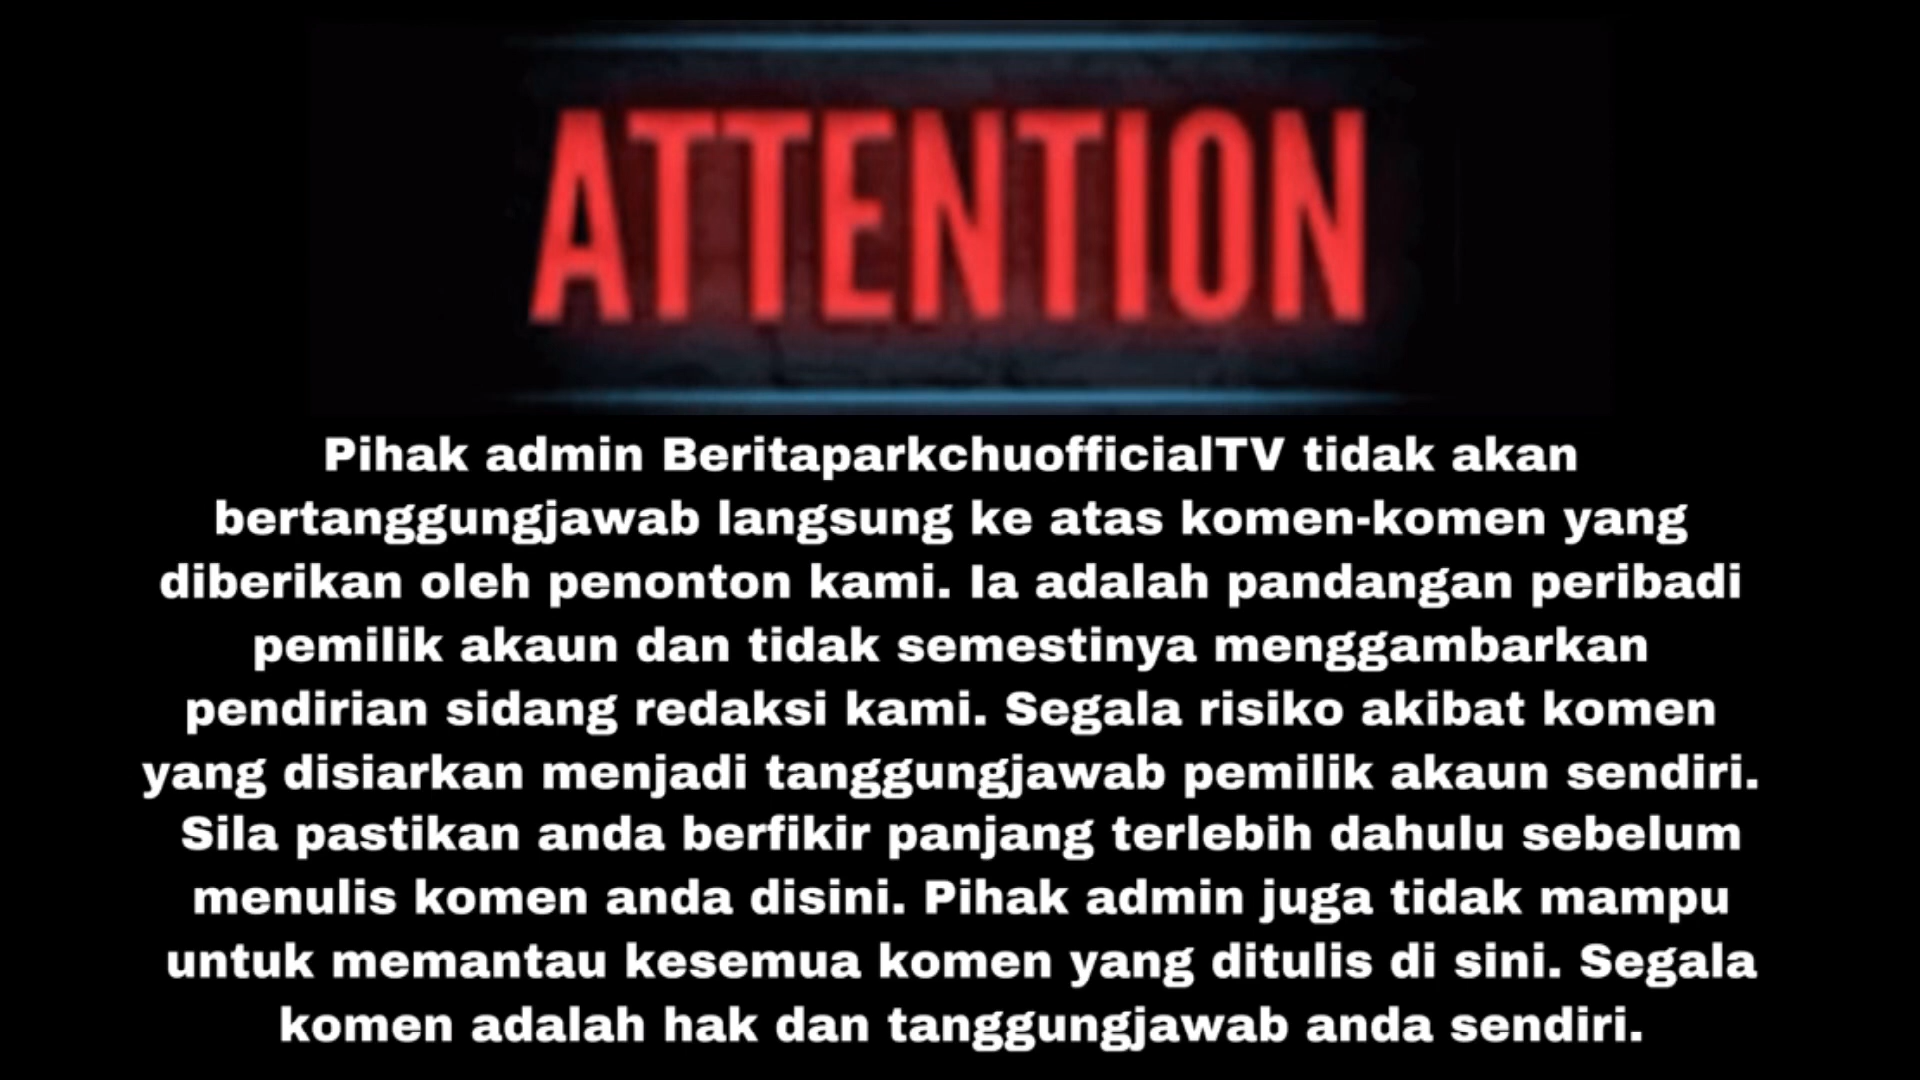 ATTENTION
Pihak admin BeritaparkchuofficialTV tidak akan
bertanggungjawab langsung ke atas komen-komen yang
diberikan oleh penonton kami. Ia adalah pandangan peribadi
pemilik akaun dan tidak semestinya menggambarkan
pendirian sidang redaksi kami. Segala risiko akibat komen
yang disiarkan menjadi tanggungjawab pemilik akaun sendiri.
Sila pastikan anda berfikir panjang terlebih dahulu sebelum
menulis komen anda disini. Pihak admin juga tidak mampu
untuk memantau kesemua komen yang ditulis di sini. Segala
komen adalah hak dan tanggungjawab anda sendiri.